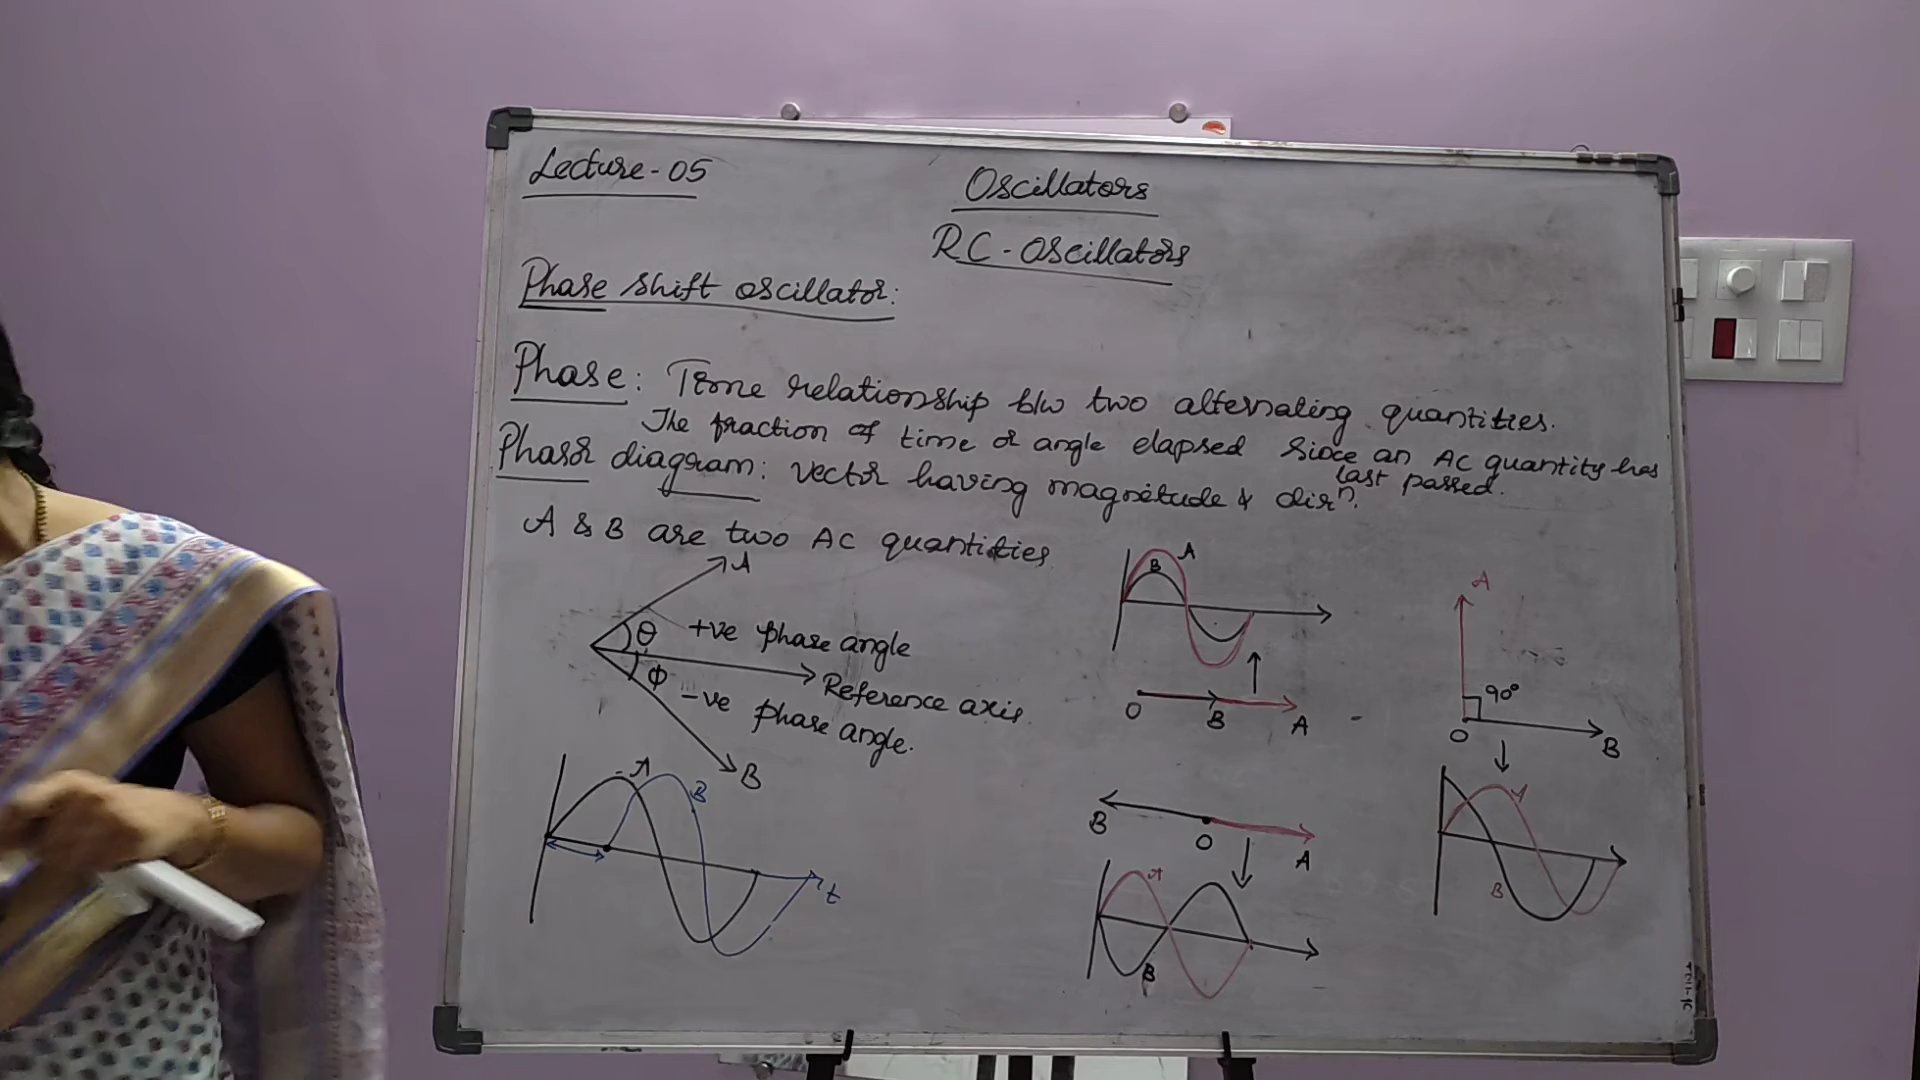 Lecture-05
Oscillators
RC-Oscillators
Phase shift oscillator:
Phase: Time relationship b/w two alternating quantities.
The fraction of time or angle elapsed since an AC quantity has
last passed.
Phasor diagram: Vector having magnitude & dirn.
A & B are two AC quantities
A
θ +ve phase angle
Reference axis
ϕ -ve phase angle.
B
A
B
t
A
B
O B A
B O A
A
B
A
90°
O B
A
B